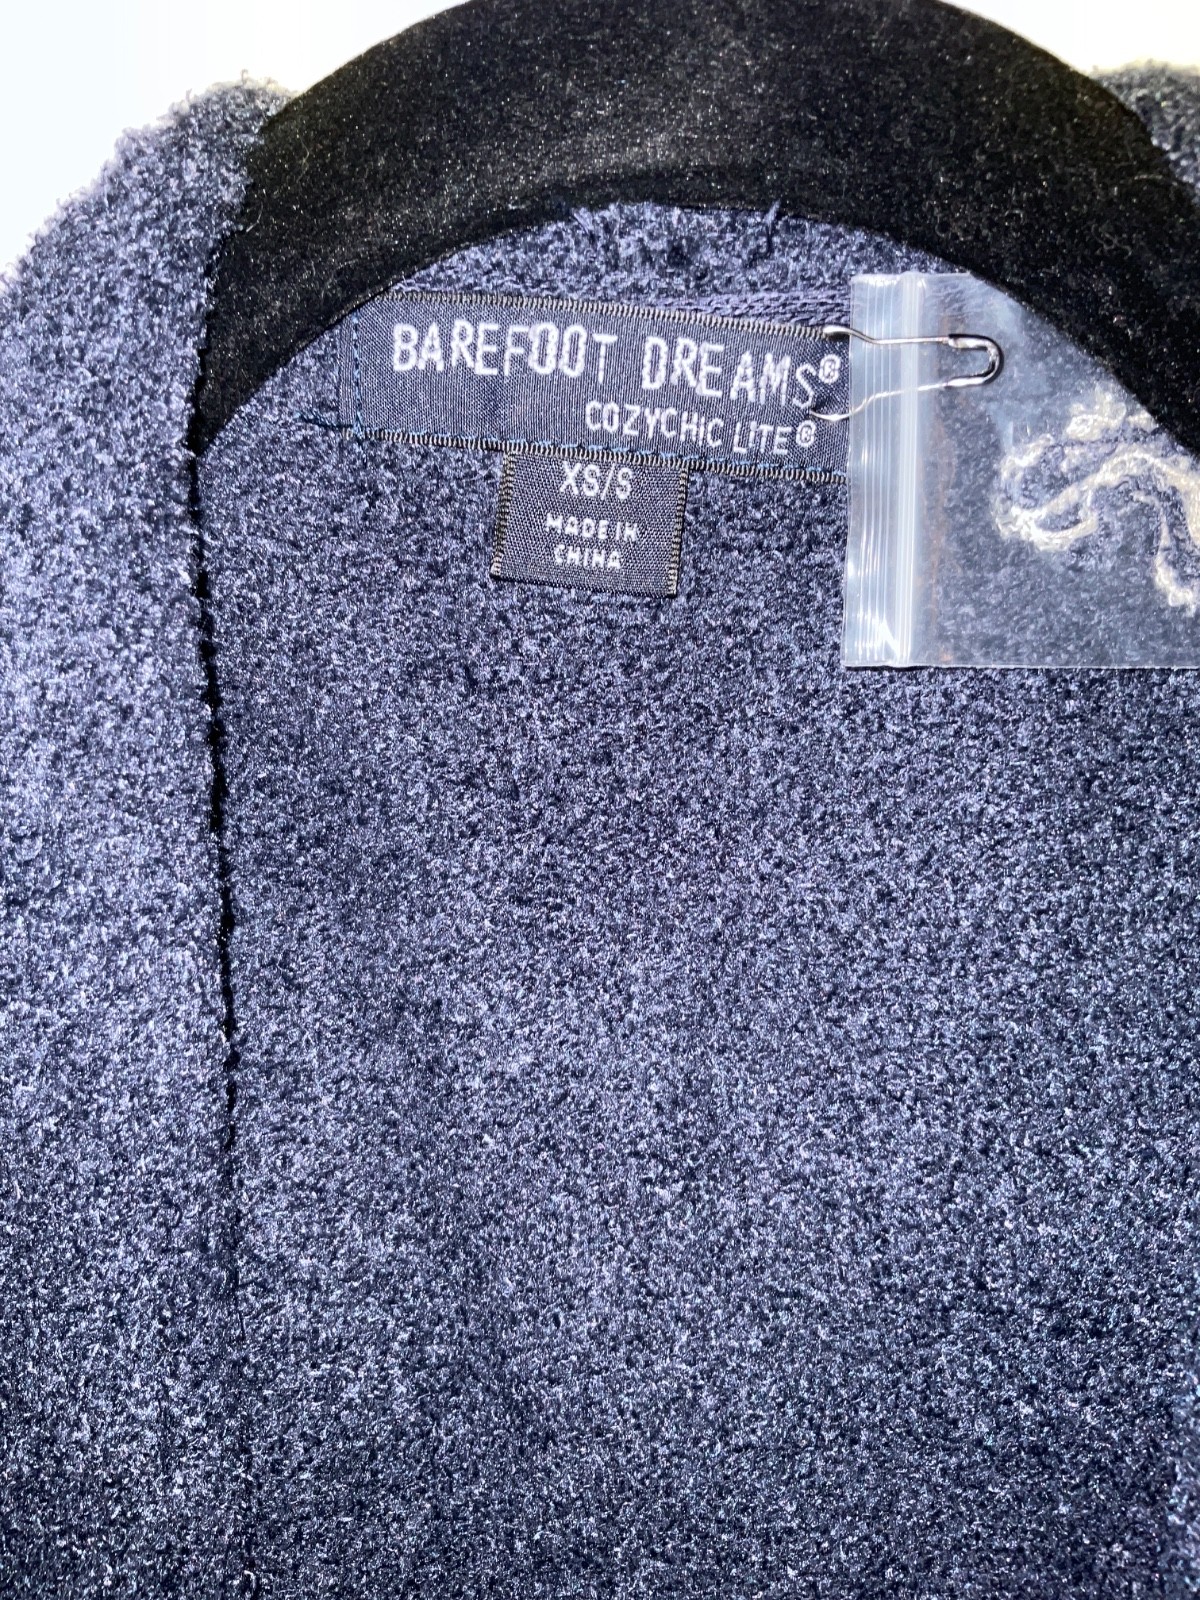 BAREFOOT DREAMS®
COZYCHIC LITE®
XS/S
MADE IN
CHINA